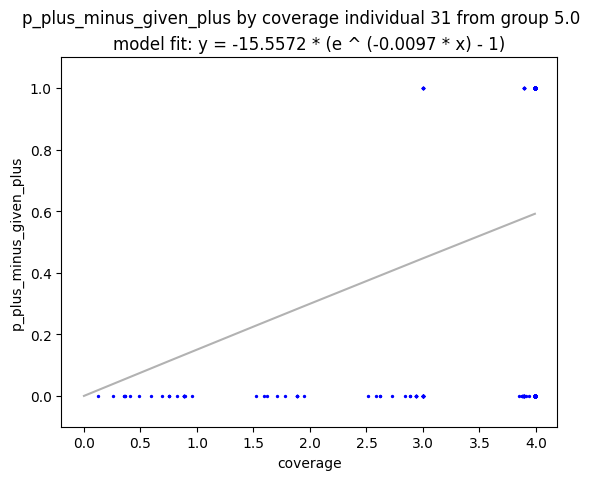 p_plus_minus_given_plus by coverage individual 31 from group 5.0
model fit: y = -15.5572 * (e ^ (-0.0097 * x) - 1)
p_plus_minus_given_plus
1.0
0.8
0.6
0.4
0.2
0.0
0.0 0.5 1.0 1.5 2.0 2.5 3.0 3.5 4.0
coverage